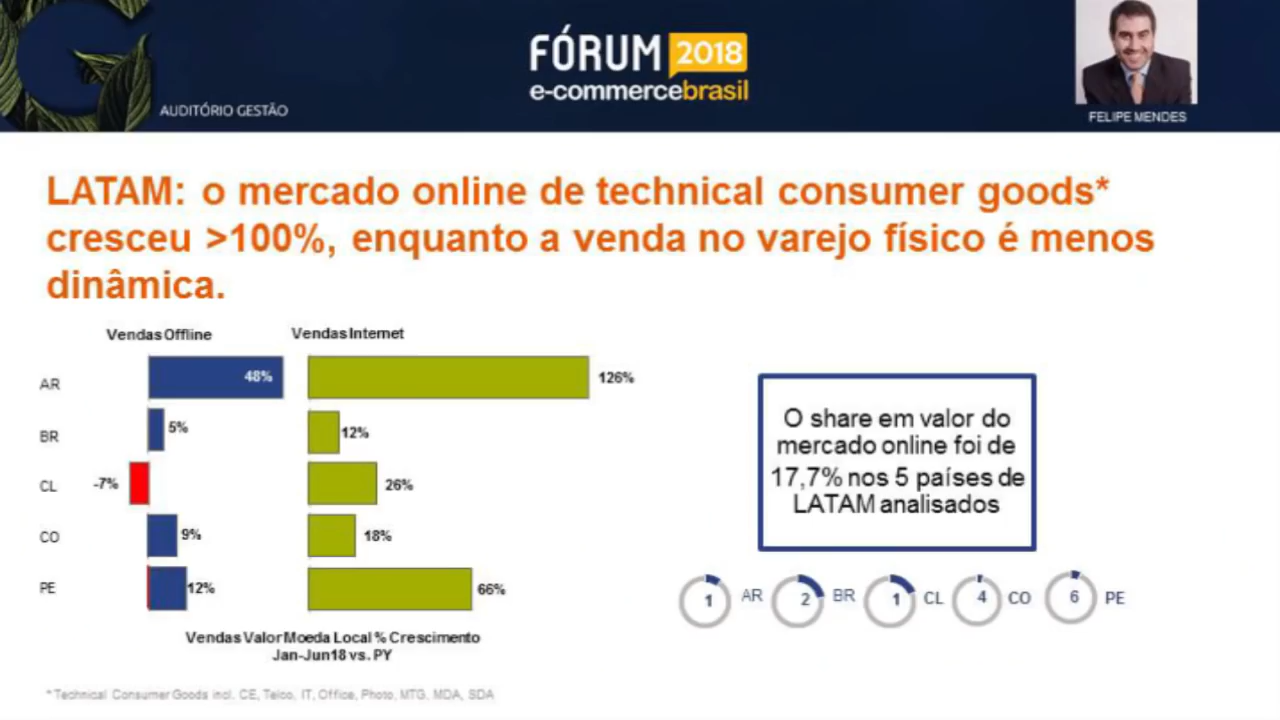 FÓRUM 2018
e-commercebrasil
AUDITÓRIO GESTÃO
FELIPE MENDES
LATAM: o mercado online de technical consumer goods*
cresceu >100%, enquanto a venda no varejo físico é menos
dinâmica.
Vendas Offline Vendas Internet
AR 48% 126%
BR 5% 12%
CL -7% 26%
CO 9% 18%
PE 12% 66%
Vendas Valor Moeda Local % Crescimento
Jan-Jun18 vs. PY
O share em valor do
mercado online foi de
17,7% nos 5 países de
LATAM analisados
1 AR 2 BR 1 CL 4 CO 6 PE
* Technical Consumer Goods incl. CE, Telco, IT, Office, Photo, MTG, MDA, SDA